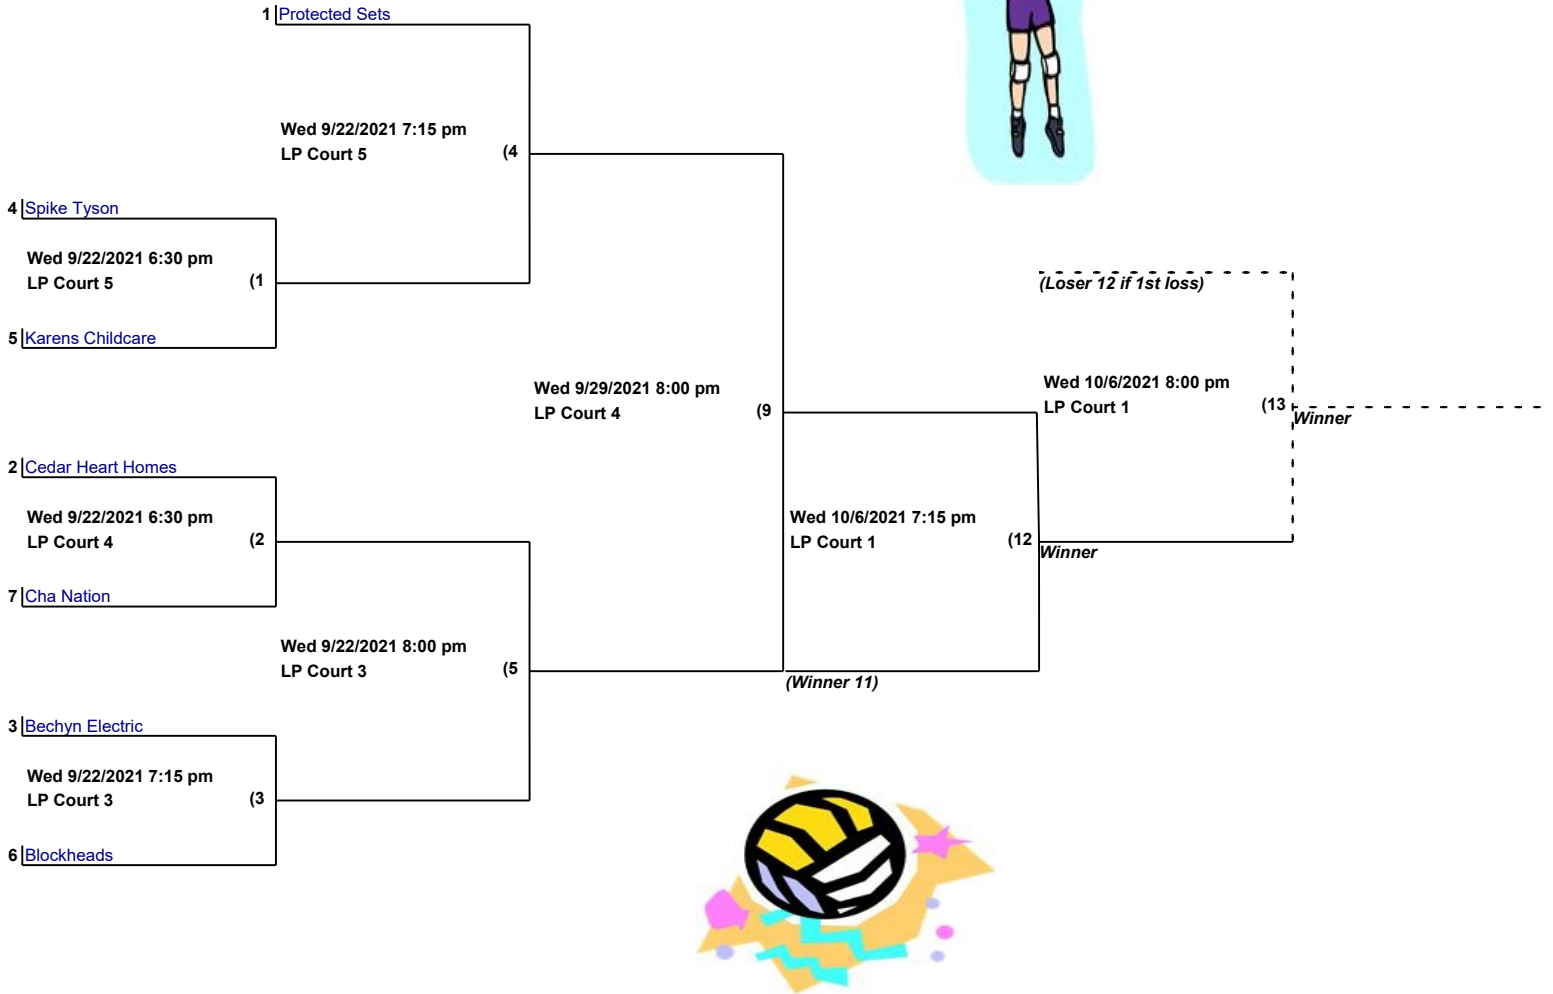 1 Protected Sets
Wed 9/22/2021 7:15 pm
LP Court 5 (4
4 Spike Tyson
Wed 9/22/2021 6:30 pm
LP Court 5 (1
5 Karens Childcare
(Loser 12 if 1st loss)
Wed 9/29/2021 8:00 pm
LP Court 4 (9
Wed 10/6/2021 8:00 pm
LP Court 1 (13
Winner
2 Cedar Heart Homes
Wed 9/22/2021 6:30 pm
LP Court 4 (2
Wed 10/6/2021 7:15 pm
LP Court 1 (12
Winner
7 Cha Nation
Wed 9/22/2021 8:00 pm
LP Court 3 (5
(Winner 11)
3 Bechyn Electric
Wed 9/22/2021 7:15 pm
LP Court 3 (3
6 Blockheads